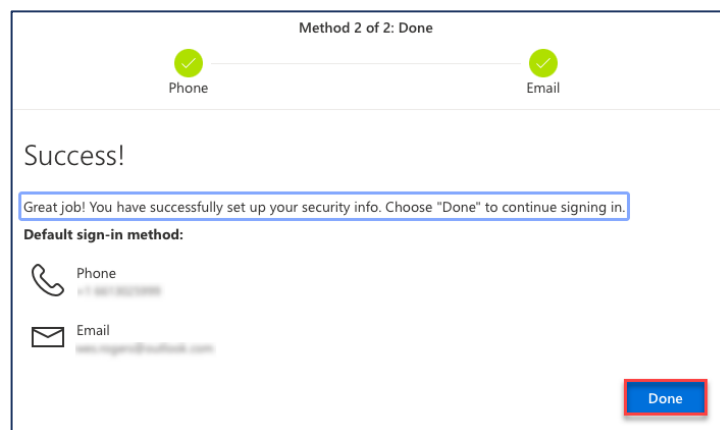 Method 2 of 2: Done
Phone
Email
Success!
Great job! You have successfully set up your security info. Choose "Done" to continue signing in.
Default sign-in method:
Phone
Email
Done